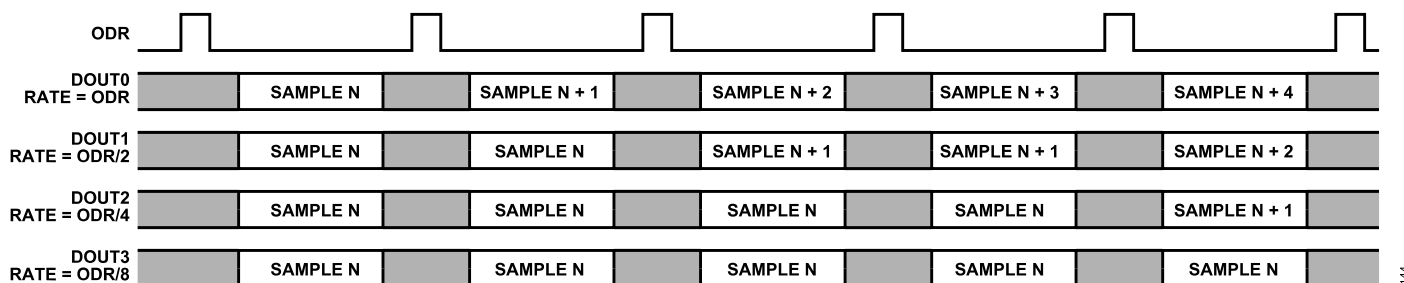 ODR
DOUT0
RATE = ODR
SAMPLE N
SAMPLE N + 1
SAMPLE N + 2
SAMPLE N + 3
SAMPLE N + 4
DOUT1
RATE = ODR/2
SAMPLE N
SAMPLE N
SAMPLE N + 1
SAMPLE N + 1
SAMPLE N + 2
DOUT2
RATE = ODR/4
SAMPLE N
SAMPLE N
SAMPLE N
SAMPLE N
SAMPLE N + 1
DOUT3
RATE = ODR/8
SAMPLE N
SAMPLE N
SAMPLE N
SAMPLE N
SAMPLE N